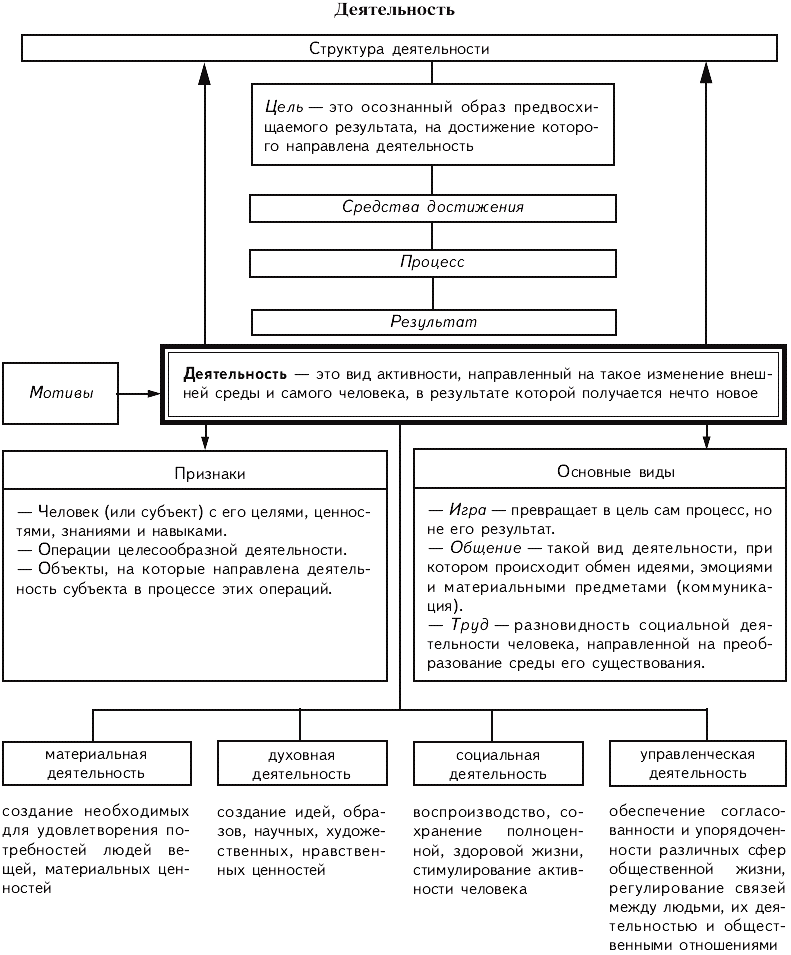 Деятельность
Структура деятельности
Цель — это осознанный образ предвосхи-
щаемого результата, на достижение которо-
го направлена деятельность
Средства достижения
Процесс
Результат
Мотивы
Деятельность — это вид активности, направленный на такое изменение внеш-
ней среды и самого человека, в результате которой получается нечто новое
Признаки
— Человек (или субъект) с его целями, ценнос-
тями, знаниями и навыками.
— Операции целесообразной деятельности.
— Объекты, на которые направлена деятель-
ность субъекта в процессе этих операций.
Основные виды
— Игра — превращает в цель сам процесс, но
не его результат.
— Общение — такой вид деятельности, при
котором происходит обмен идеями, эмоциями
и материальными предметами (коммуника-
ция).
— Труд — разновидность социальной дея-
тельности человека, направленной на преоб-
разование среды его существования.
материальная
деятельность
создание необходимых
для удовлетворения по-
требностей людей ве-
щей, материальных цен-
ностей
духовная
деятельность
создание идей, обра-
зов, научных, художе-
ственных, нравствен-
ных ценностей
социальная
деятельность
воспроизводство, со-
хранение полноцен-
ной, здоровой жизни,
стимулирование актив-
ности человека
управленческая
деятельность
обеспечение согласо-
ванности и упорядочен-
ности различных сфер
общественной жизни,
регулирование связей
между людьми, их дея-
тельностью и общест-
венными отношениями